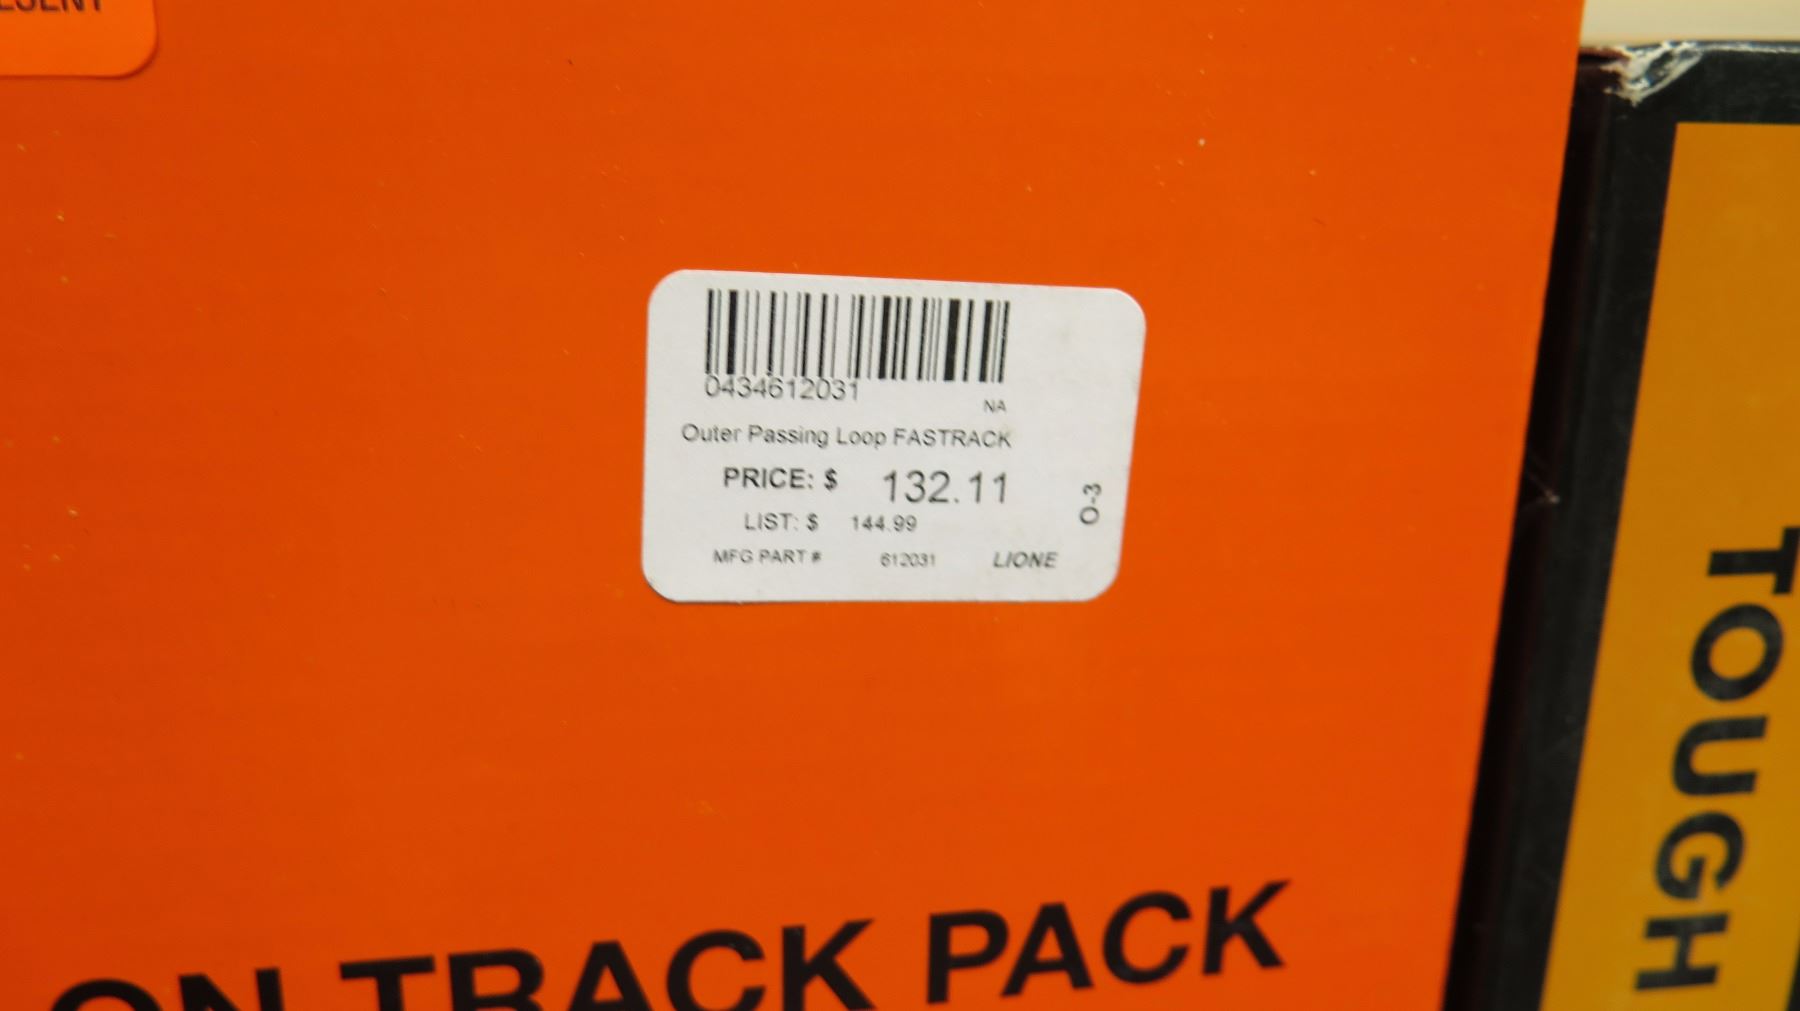 0434612031
NA
Outer Passing Loop FASTRACK
PRICE: $ 132.11
LIST: $ 144.99
MFG PART # 612031 LIONE
O-3
ON TRACK PACK
TOUGH